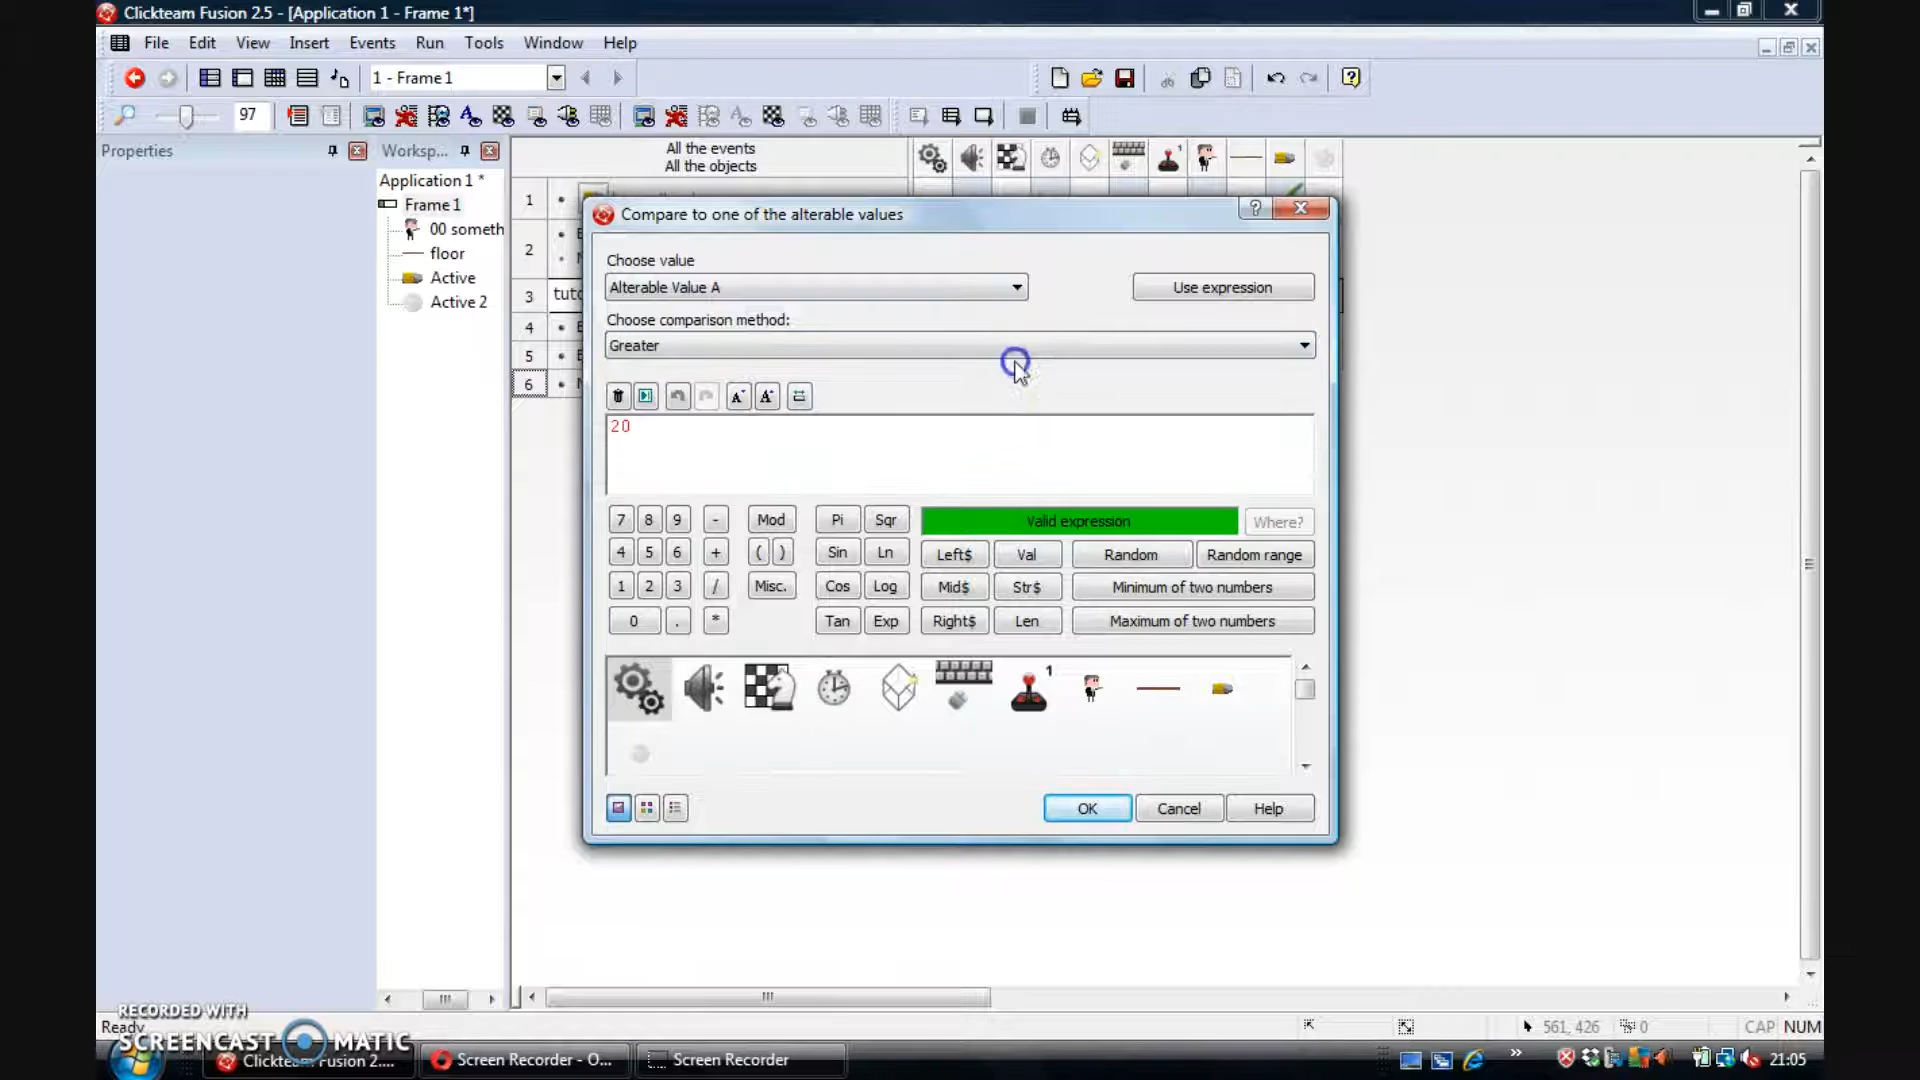 Clickteam Fusion 2.5 - [Application 1 - Frame 1*]
File Edit View Insert Events Run Tools Window Help
1 - Frame 1
97
Properties
Worksp...
All the events
All the objects
Application 1 *
Frame 1
00 someth
floor
Active
Active 2
1
2
3
tuto
4
5
6
Compare to one of the alterable values
Choose value
Alterable Value A
Use expression
Choose comparison method:
Greater
20
7 8 9 - Mod Pi Sqr Valid expression Where?
4 5 6 + ( ) Sin Ln Left$ Val Random Random range
1 2 3 / Misc. Cos Log Mid$ Str$ Minimum of two numbers
0 . * Tan Exp Right$ Len Maximum of two numbers
1
OK Cancel Help
RECORDED WITH
SCREENCAST MATIC
Ready
561, 426
0
CAP NUM
Clickteam Fusion 2....
Screen Recorder - O...
Screen Recorder
21:05